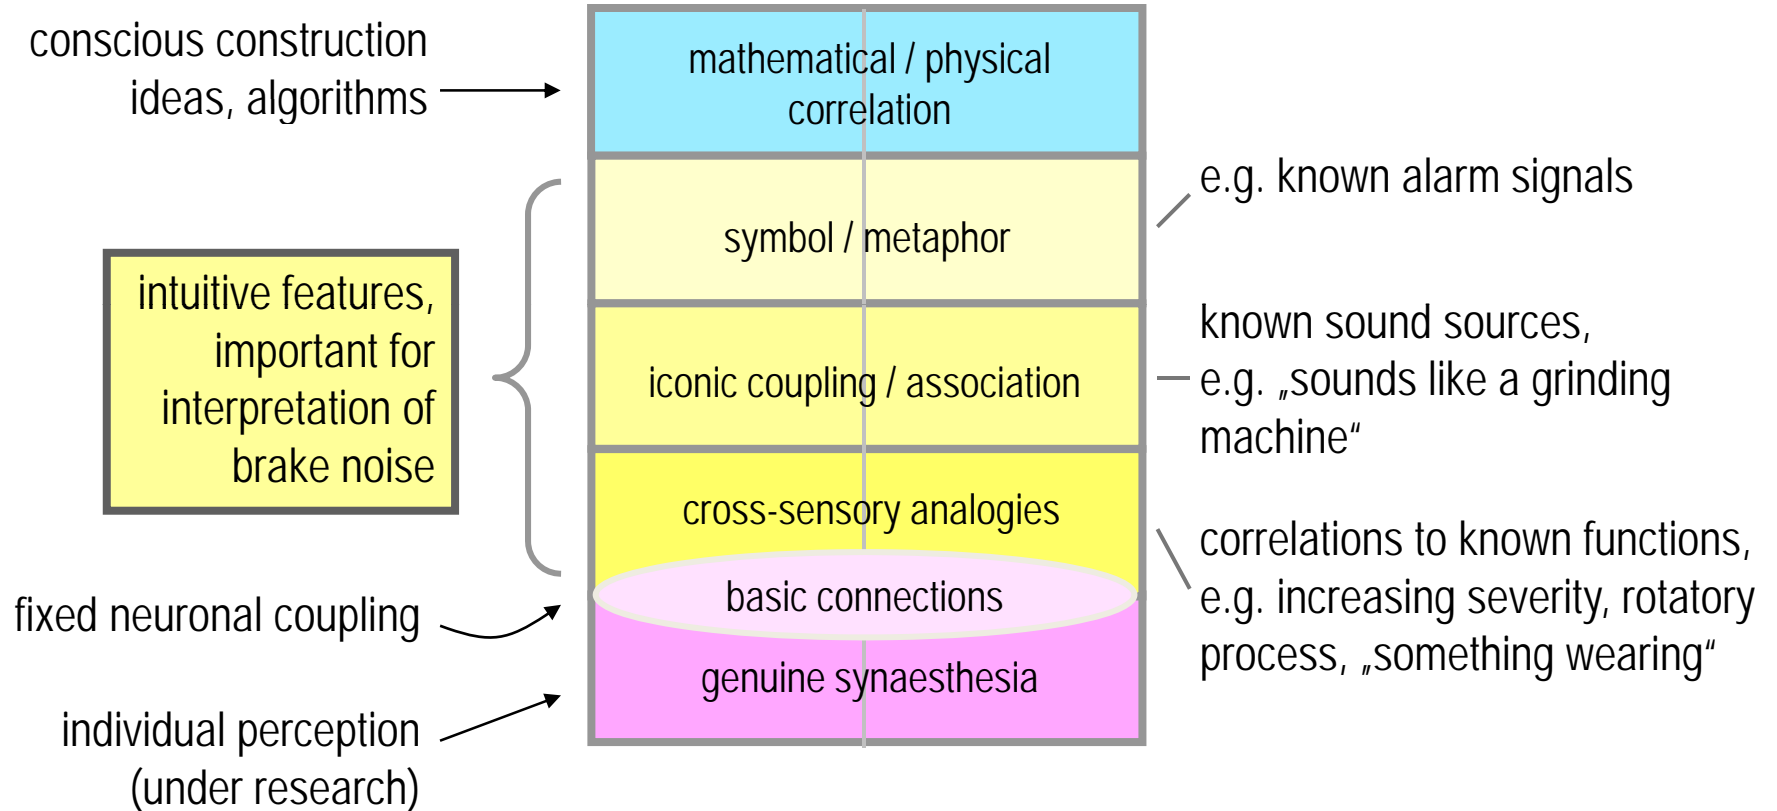 conscious construction
ideas, algorithms
mathematical / physical
correlation
symbol / metaphor
e.g. known alarm signals
intuitive features,
important for
interpretation of
brake noise
iconic coupling / association
known sound sources,
e.g. „sounds like a grinding
machine“
cross-sensory analogies
correlations to known functions,
e.g. increasing severity, rotatory
process, „something wearing“
basic connections
fixed neuronal coupling
genuine synaesthesia
individual perception
(under research)